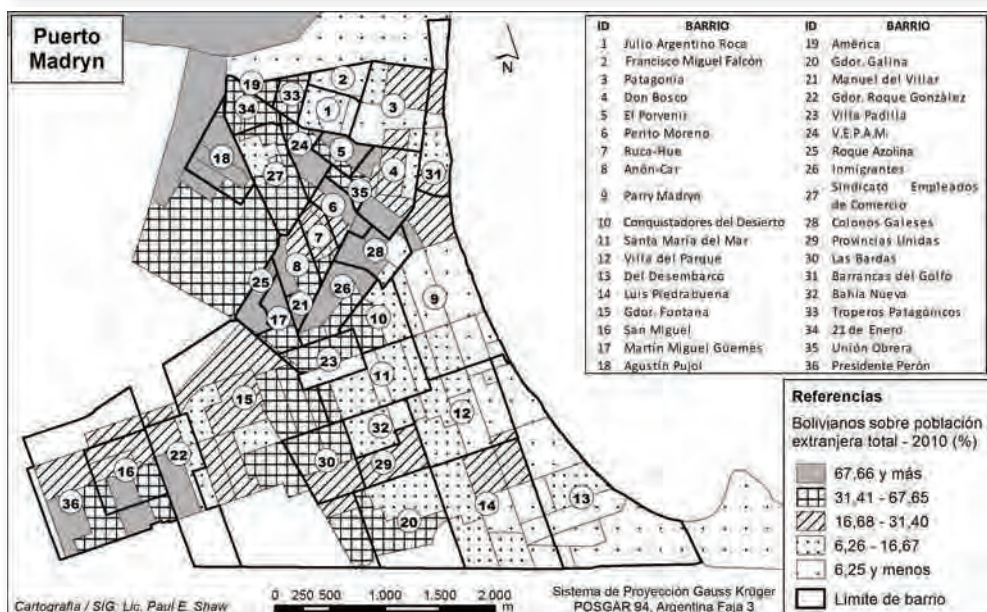 Puerto
Madryn
N
ID BARRIO ID BARRIO
1 Julio Argentino Roca 19 América
2 Francisco Miguel Falcón 20 Gdor. Galina
3 Patagonia 21 Manuel del Villar
4 Don Bosco 22 Gdor. Roque González
5 El Porvenir 23 Villa Padilla
6 Perito Moreno 24 V.E.P.A.M.
7 Ruca-Hue 25 Roque Azolina
8 Anón-Car 26 Inmigrantes
9 Parry Madryn 27 Sindicato Empleados
de Comercio
10 Conquistadores del Desierto 28 Colonos Galeses
11 Santa María del Mar 29 Provincias Unidas
12 Villa del Parque 30 Las Bardas
13 Del Desembarco 31 Barrancas del Golfo
14 Luis Piedrabuena 32 Bahía Nueva
15 Gdor. Fontana 33 Troperos Patagónicos
16 San Miguel 34 21 de Enero
17 Martín Miguel Güemes 35 Unión Obrera
18 Agustín Pujol 36 Presidente Perón
19
33
2
34
1
3
18
24
5
27
4
31
35
6
7
28
8
25
26
9
21
17
10
23
11
15
12
32
22
30
29
16
36
14
13
20
Referencias
Bolivianos sobre población
extranjera total - 2010 (%)
67,66 y más
31,41 - 67,65
16,68 - 31,40
6,26 - 16,67
6,25 y menos
Límite de barrio
Cartografía / SIG: Lic. Paul E. Shaw
0 250 500 1.000 1.500 2.000
m
Sistema de Proyección Gauss Krüger
POSGAR 94, Argentina Faja 3